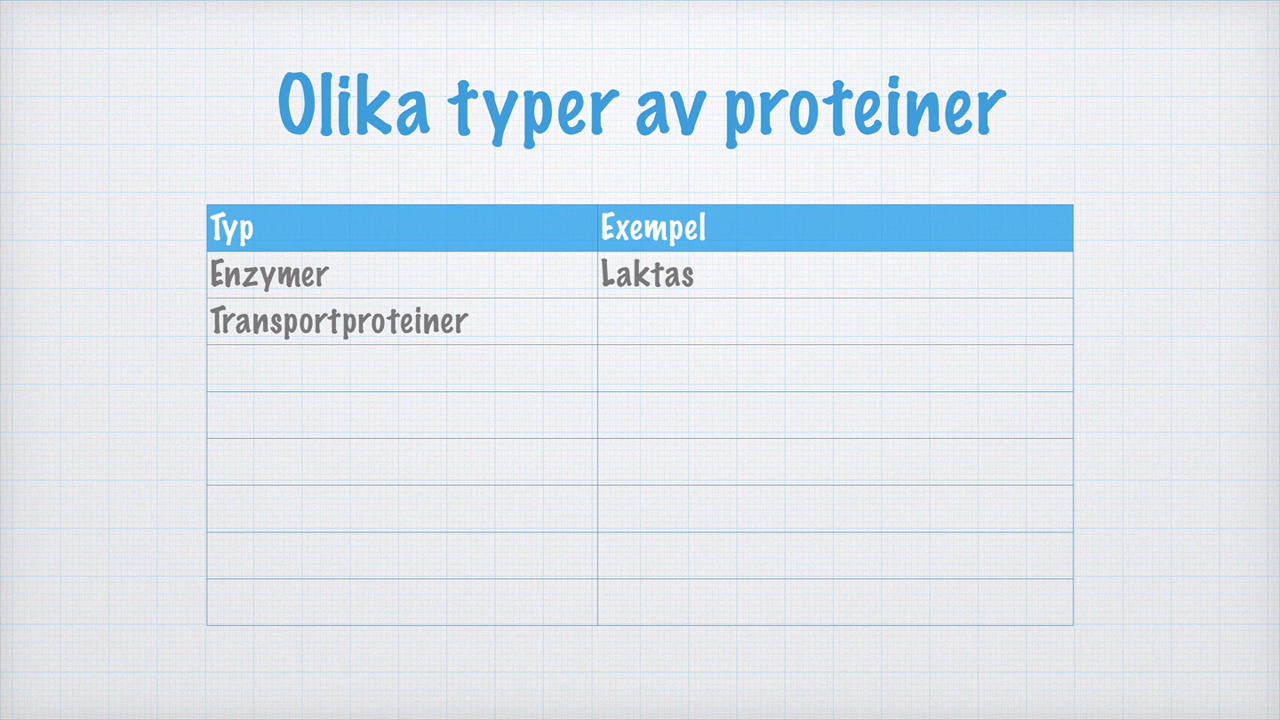 Olika typer av proteiner
Typ Exempel
Enzymer Laktas
Transportproteiner